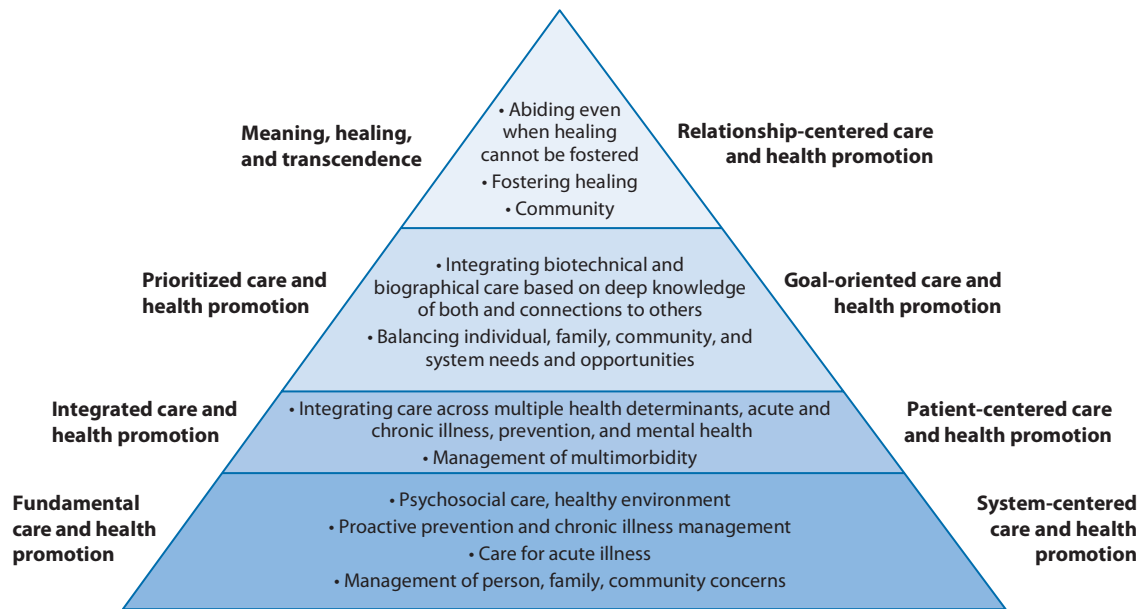 Meaning, healing,
and transcendence
• Abiding even
when healing
cannot be fostered
• Fostering healing
• Community
Relationship-centered care
and health promotion
Prioritized care and
health promotion
• Integrating biotechnical and
biographical care based on deep knowledge
of both and connections to others
• Balancing individual, family, community, and
system needs and opportunities
Goal-oriented care and
health promotion
Integrated care and
health promotion
• Integrating care across multiple health determinants, acute and
chronic illness, prevention, and mental health
• Management of multimorbidity
Patient-centered care
and health promotion
Fundamental
care and health
promotion
• Psychosocial care, healthy environment
• Proactive prevention and chronic illness management
• Care for acute illness
• Management of person, family, community concerns
System-centered
care and health
promotion